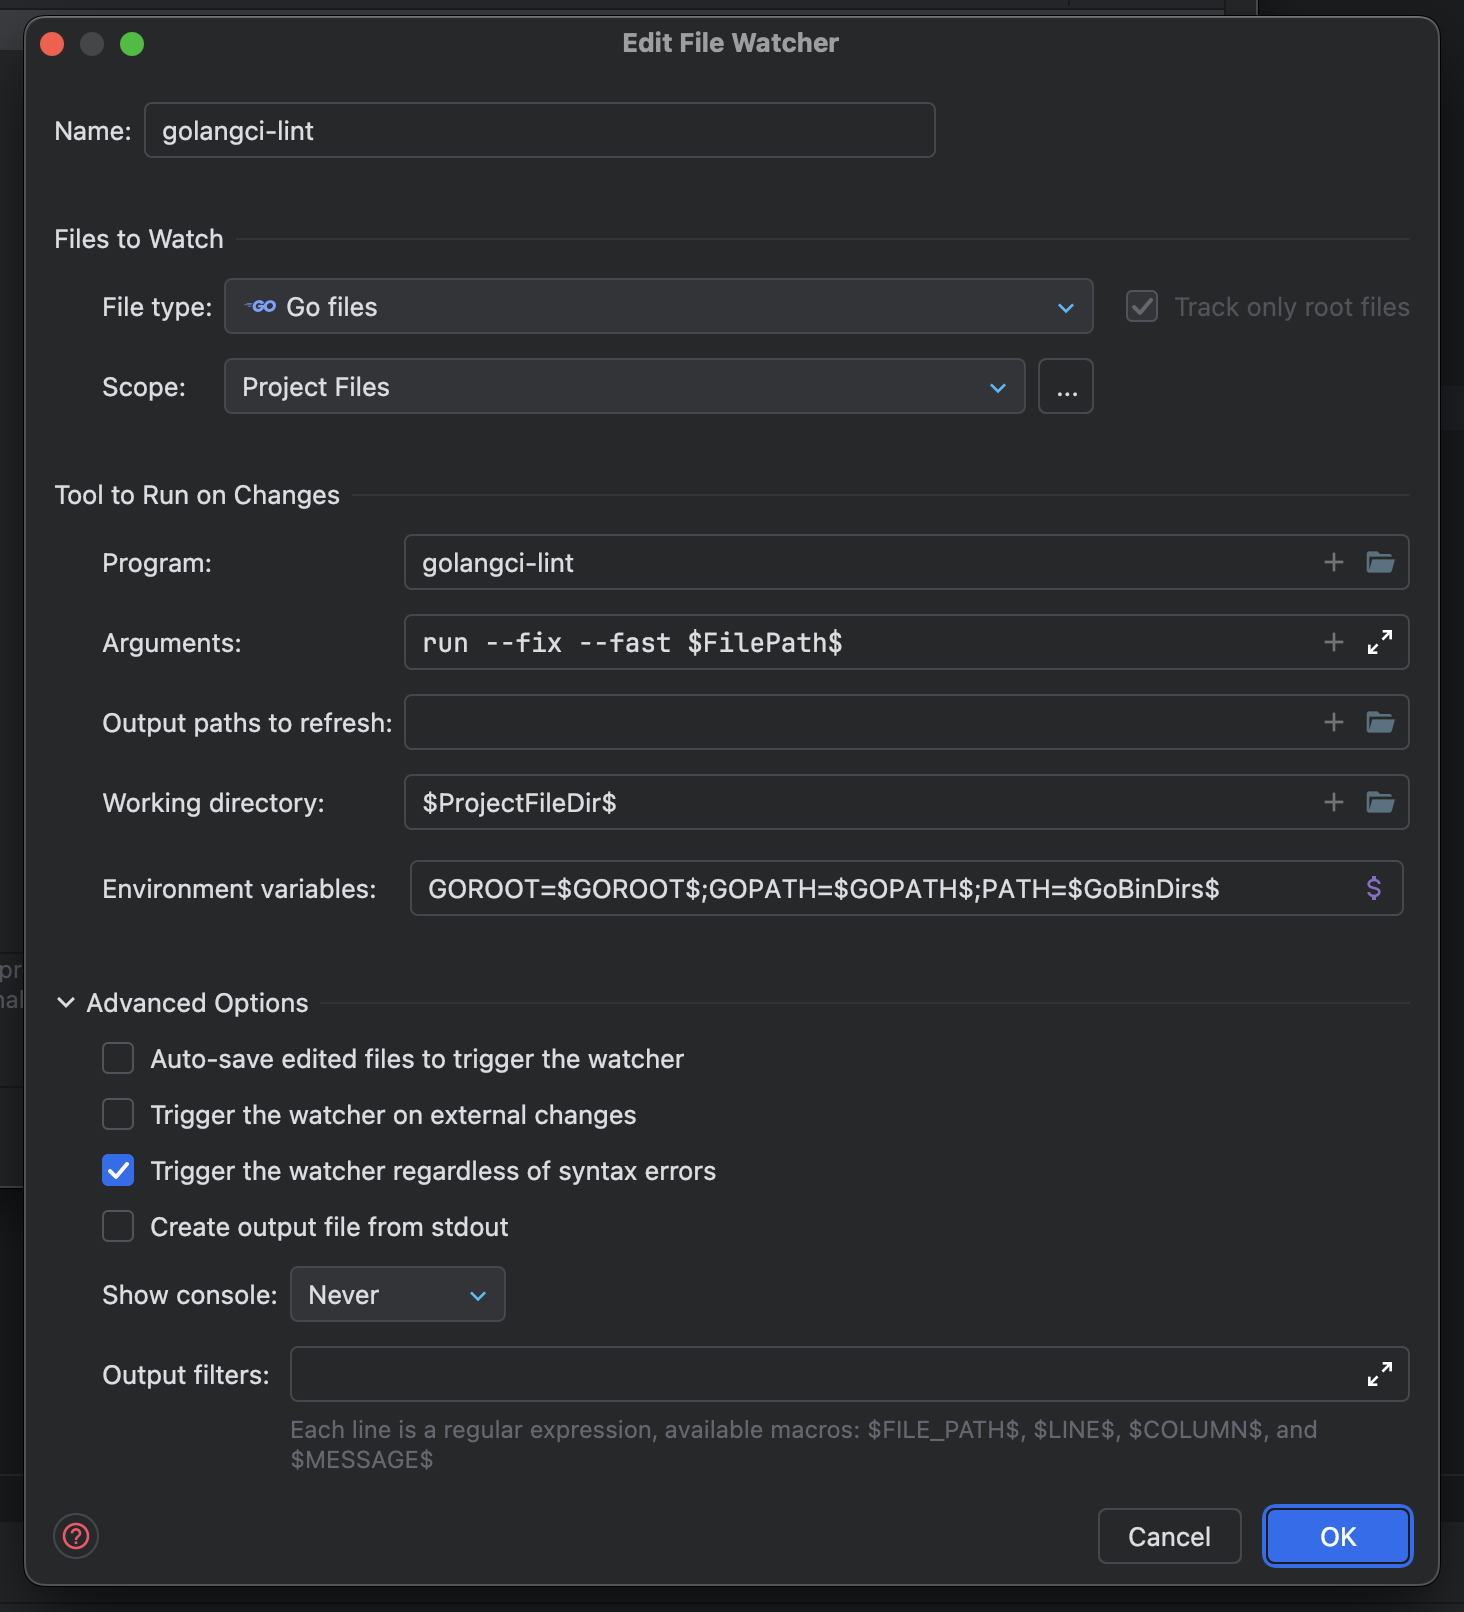 Edit File Watcher
Name: golangci-lint
Files to Watch
File type: GO Go files Track only root files
Scope: Project Files ...
Tool to Run on Changes
Program: golangci-lint
Arguments: run --fix --fast $FilePath$
Output paths to refresh:
Working directory: $ProjectFileDir$
Environment variables: GOROOT=$GOROOT$;GOPATH=$GOPATH$;PATH=$GoBinDirs$ $
Advanced Options
Auto-save edited files to trigger the watcher
Trigger the watcher on external changes
Trigger the watcher regardless of syntax errors
Create output file from stdout
Show console: Never
Output filters:
Each line is a regular expression, available macros: $FILE_PATH$, $LINE$, $COLUMN$, and
$MESSAGE$
? Cancel OK